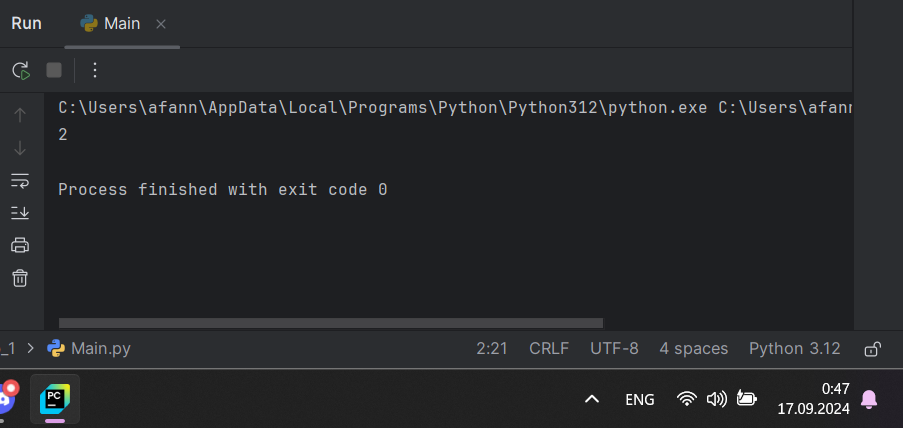 Run Main
C:\Users\afann\AppData\Local\Programs\Python\Python312\python.exe C:\Users\afann
2
Process finished with exit code 0
_1 Main.py 2:21 CRLF UTF-8 4 spaces Python 3.12
PC ENG 0:47
17.09.2024